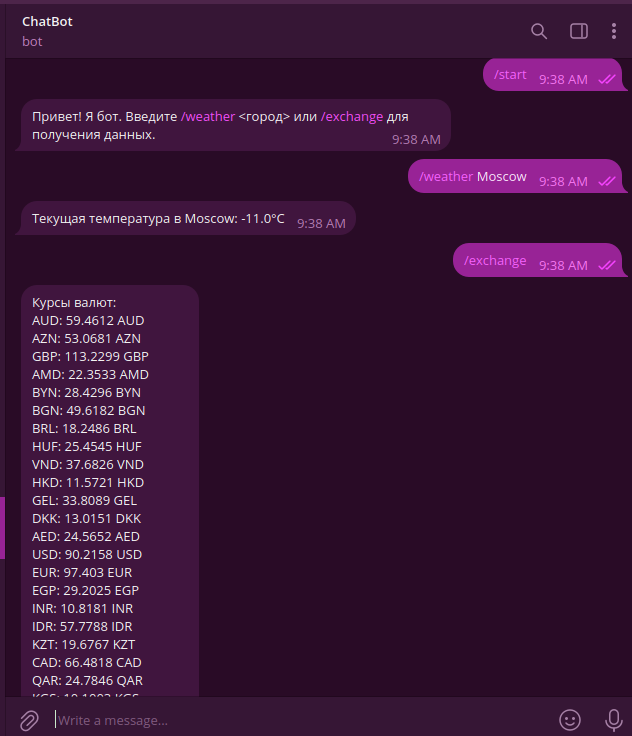 ChatBot
bot
/start 9:38 AM
Привет! Я бот. Введите /weather <город> или /exchange для
получения данных. 9:38 AM
/weather Moscow 9:38 AM
Текущая температура в Moscow: -11.0°C 9:38 AM
/exchange 9:38 AM
Курсы валют:
AUD: 59.4612 AUD
AZN: 53.0681 AZN
GBP: 113.2299 GBP
AMD: 22.3533 AMD
BYN: 28.4296 BYN
BGN: 49.6182 BGN
BRL: 18.2486 BRL
HUF: 25.4545 HUF
VND: 37.6826 VND
HKD: 11.5721 HKD
GEL: 33.8089 GEL
DKK: 13.0151 DKK
AED: 24.5652 AED
USD: 90.2158 USD
EUR: 97.403 EUR
EGP: 29.2025 EGP
INR: 10.8181 INR
IDR: 57.7788 IDR
KZT: 19.6767 KZT
CAD: 66.4818 CAD
QAR: 24.7846 QAR
Write a message...